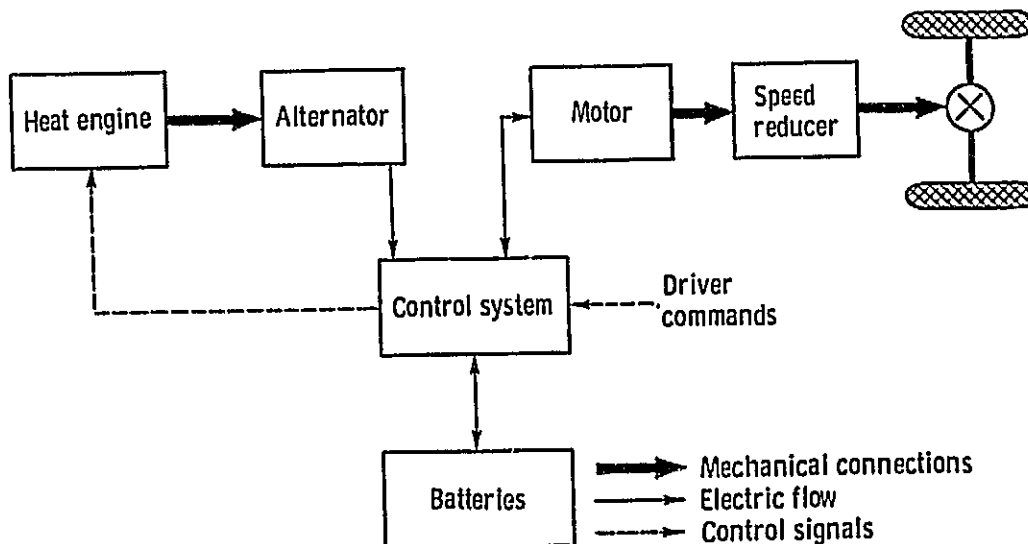 Heat engine
Alternator
Motor
Speed
reducer
Control system
Driver
commands
Batteries
Mechanical connections
Electric flow
Control signals